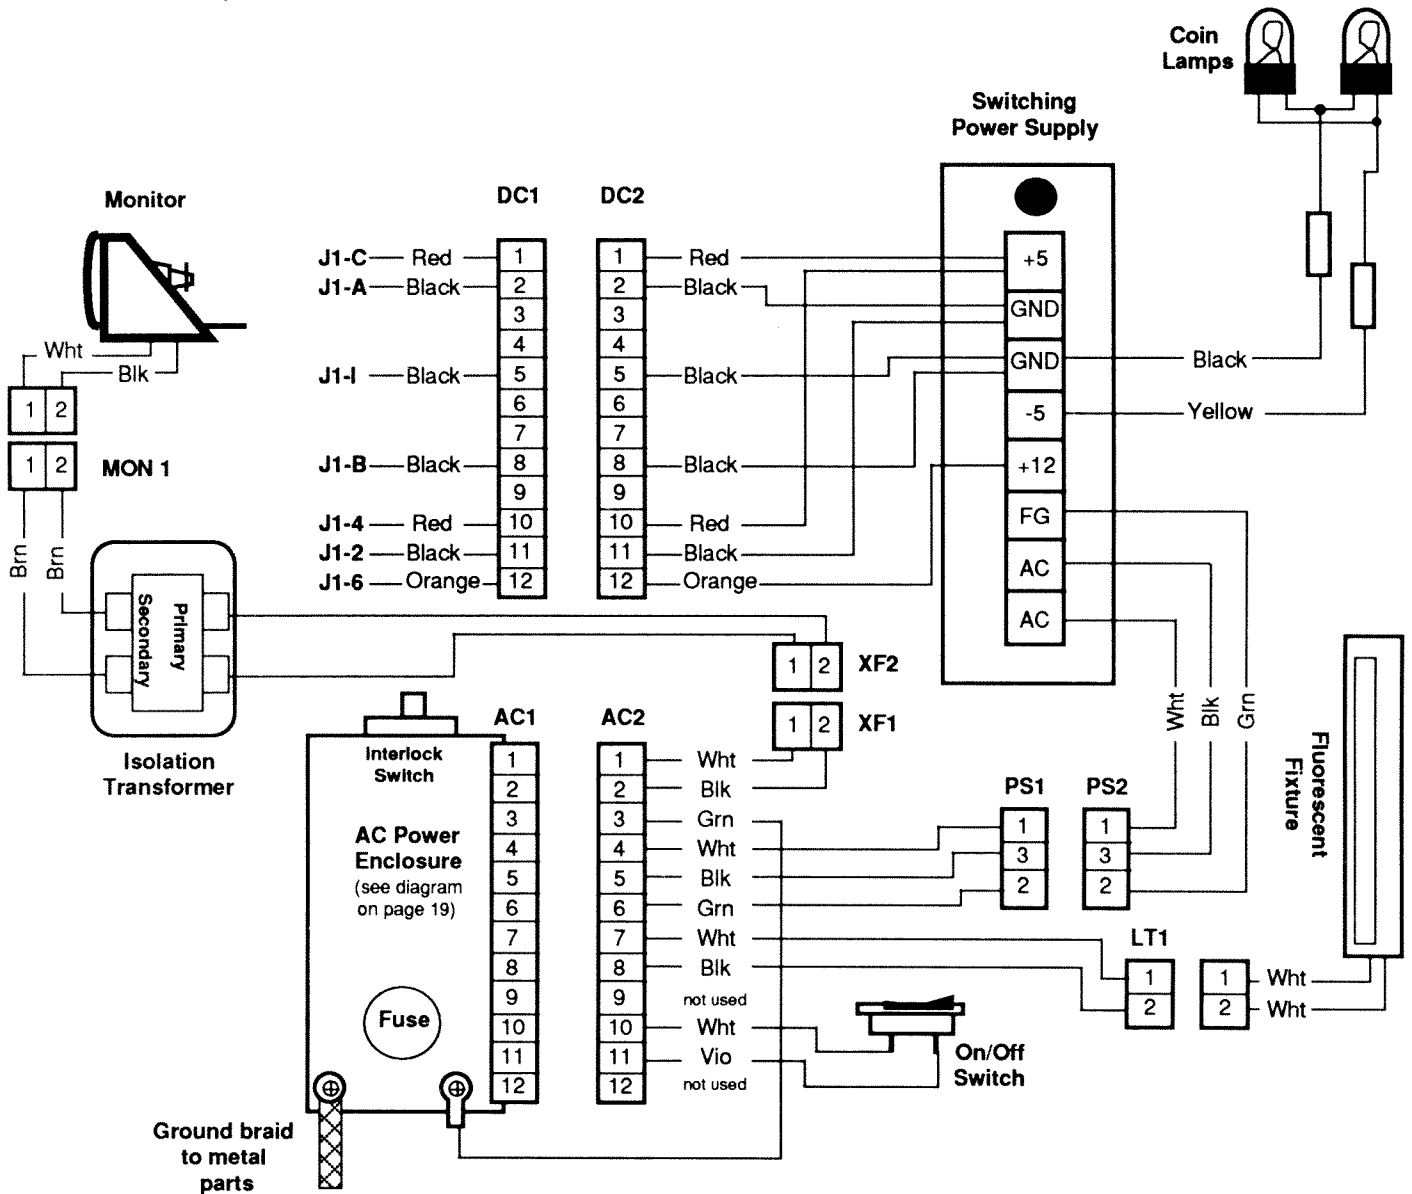 Coin
Lamps
Switching
Power Supply
Monitor
DC1
DC2
J1-C Red 1 1 Red +5
J1-A Black 2 2 Black GND
3 3
4 4
J1-I Black 5 5 Black GND Black
6 6
7 7
-5 Yellow
J1-B Black 8 8 Black +12
9 9
J1-4 Red 10 10 Red FG
J1-2 Black 11 11 Black AC
J1-6 Orange 12 12 Orange AC
Wht
Blk
1 2
1 2 MON 1
Brn
Brn
Secondary
Primary
Isolation
Transformer
1 2 XF2
1 2 XF1
Wht
Blk
Grn
Interlock
Switch
AC Power
Enclosure
(see diagram
on page 19)
Fuse
AC1
AC2
1 1 Wht
2 2 Blk
3 3 Grn
4 4 Wht
5 5 Blk
6 6 Grn
7 7 Wht
8 8 Blk
9 9 not used
10 10 Wht
11 11 Vio
12 12 not used
PS1
PS2
1 1
3 3
2 2
LT1
1 1 Wht
2 2 Wht
Fluorescent
Fixture
On/Off
Switch
Ground braid
to metal
parts